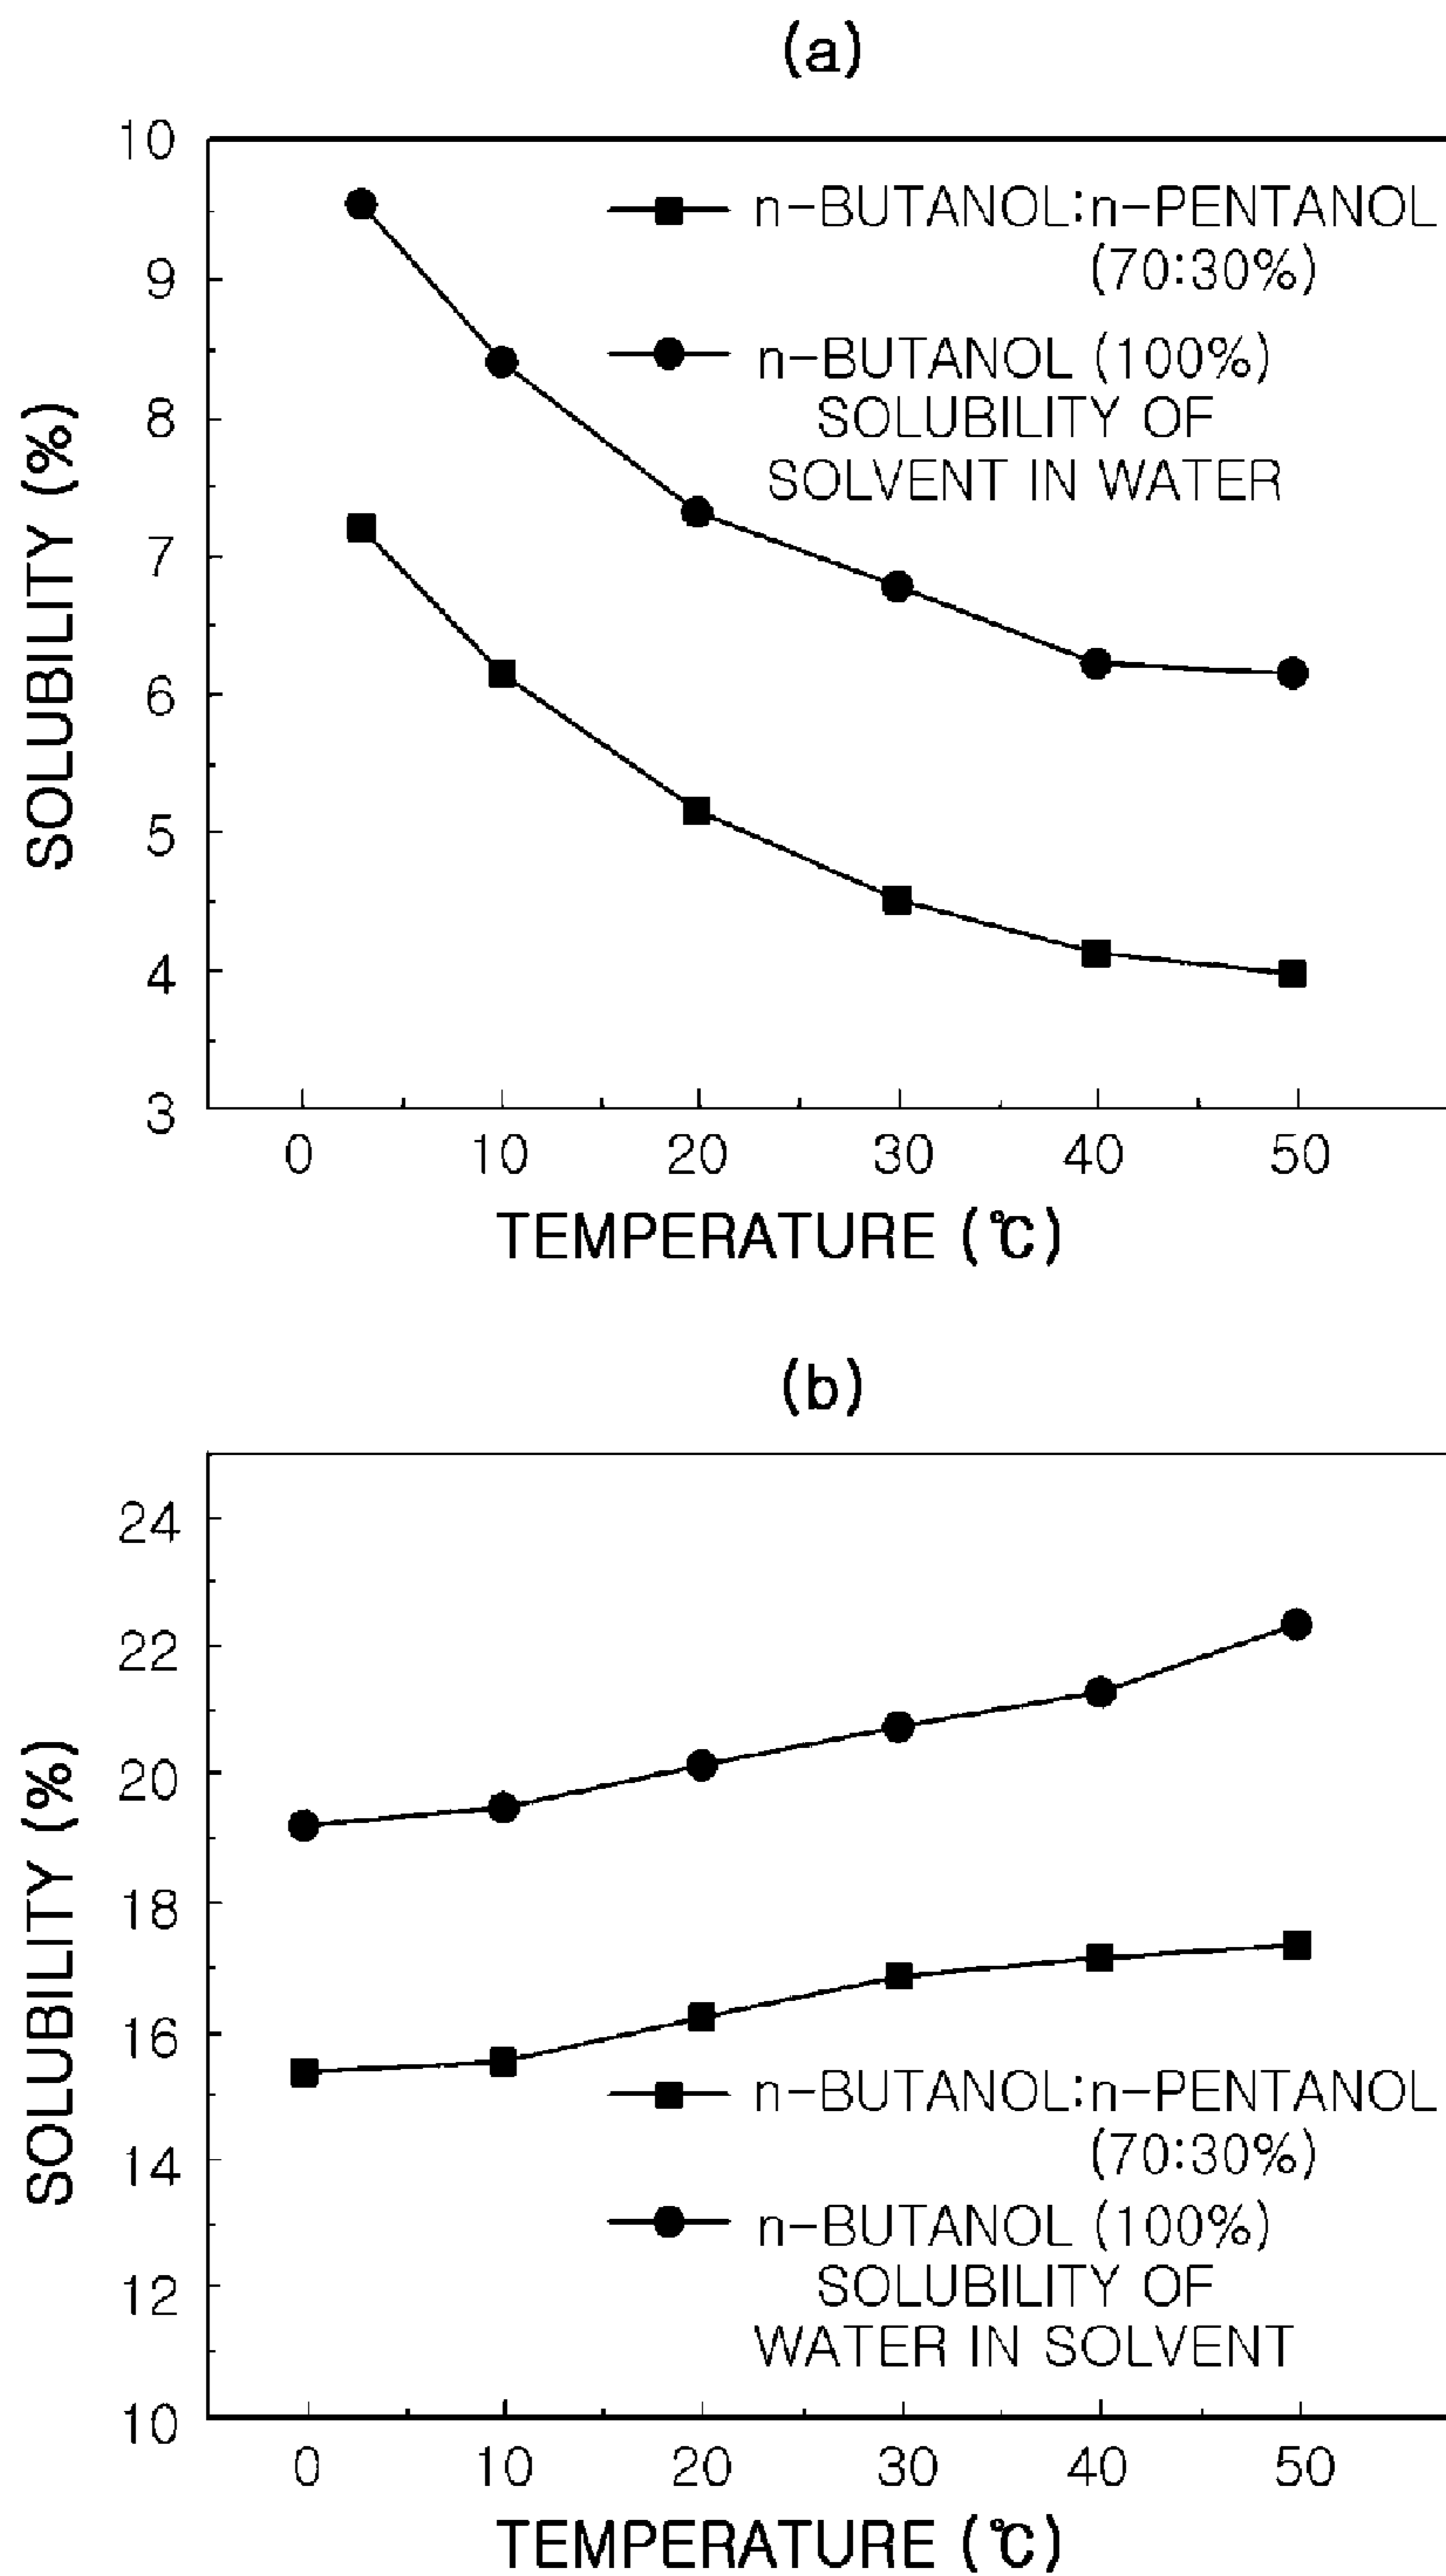 (a)
10
9
8
7
6
5
4
3
SOLUBILITY (%)
n-BUTANOL:n-PENTANOL
(70:30%)
n-BUTANOL (100%)
SOLUBILITY OF
SOLVENT IN WATER
0 10 20 30 40 50
TEMPERATURE (℃)
(b)
24
22
20
18
16
14
12
10
SOLUBILITY (%)
n-BUTANOL:n-PENTANOL
(70:30%)
n-BUTANOL (100%)
SOLUBILITY OF
WATER IN SOLVENT
0 10 20 30 40 50
TEMPERATURE (℃)